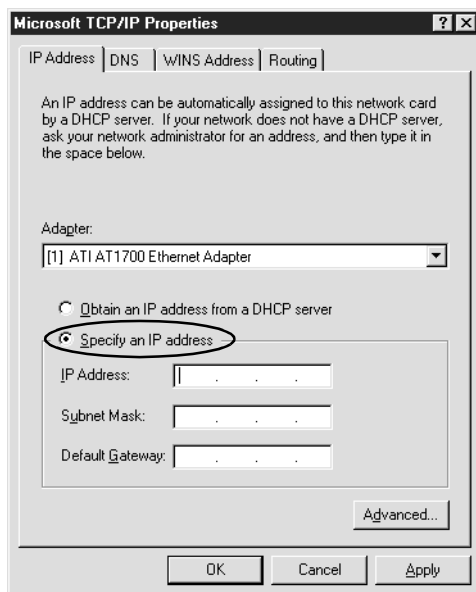 Microsoft TCP/IP Properties
IP Address DNS WINS Address Routing
An IP address can be automatically assigned to this network card
by a DHCP server. If your network does not have a DHCP server,
ask your network administrator for an address, and then type it in
the space below.
Adapter:
[1] ATI AT1700 Ethernet Adapter
Obtain an IP address from a DHCP server
Specify an IP address
IP Address: . . .
Subnet Mask: . . .
Default Gateway: . . .
Advanced...
OK Cancel Apply